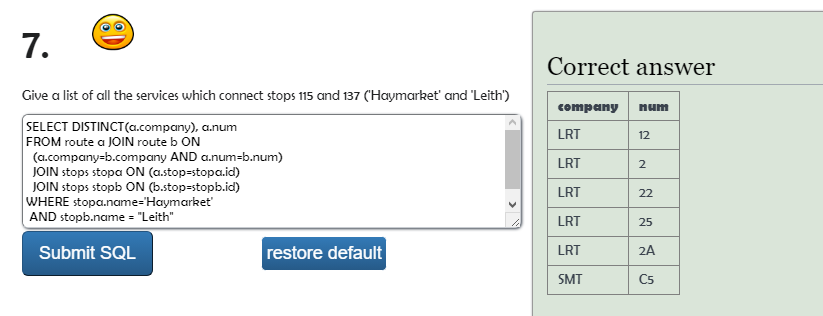 7.
Give a list of all the services which connect stops 115 and 137 ('Haymarket' and 'Leith')
SELECT DISTINCT(a.company), a.num
FROM route a JOIN route b ON
(a.company=b.company AND a.num=b.num)
JOIN stops stopa ON (a.stop=stopa.id)
JOIN stops stopb ON (b.stop=stopb.id)
WHERE stopa.name='Haymarket'
AND stopb.name = "Leith"
Submit SQL
restore default
Correct answer
company num
LRT 12
LRT 2
LRT 22
LRT 25
LRT 2A
SMT C5